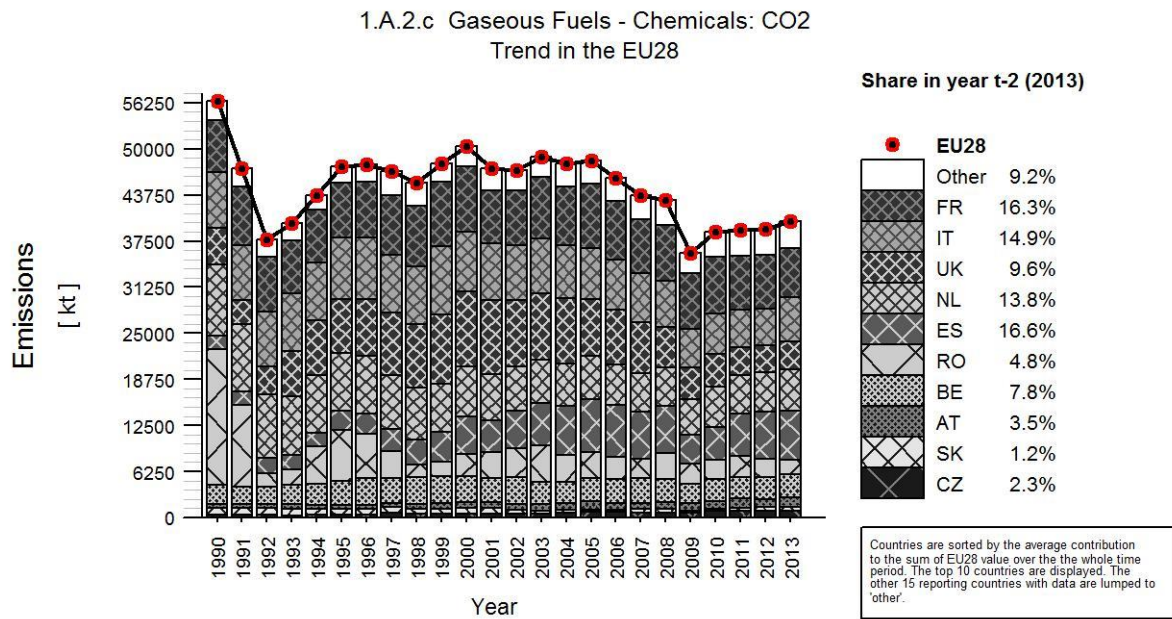 1.A.2.c Gaseous Fuels - Chemicals: CO2
Trend in the EU28
Emissions
[ kt ]
56250
50000
43750
37500
31250
25000
18750
12500
6250
0
1990
1991
1992
1993
1994
1995
1996
1997
1998
1999
2000
2001
2002
2003
2004
2005
2006
2007
2008
2009
2010
2011
2012
2013
Year
Share in year t-2 (2013)
EU28
Other 9.2%
FR 16.3%
IT 14.9%
UK 9.6%
NL 13.8%
ES 16.6%
RO 4.8%
BE 7.8%
AT 3.5%
SK 1.2%
CZ 2.3%
Countries are sorted by the average contribution
to the sum of EU28 value over the the whole time
period. The top 10 countries are displayed. The
other 15 reporting countries with data are lumped to
'other'.